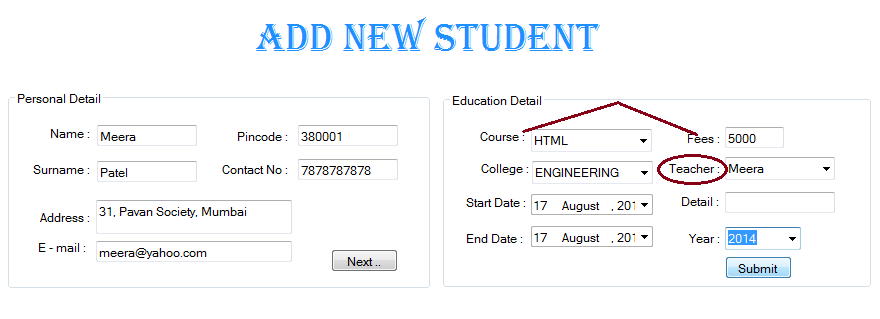 ADD NEW STUDENT
Personal Detail
Name : Meera Pincode : 380001
Surname : Patel Contact No : 7878787878
Address : 31, Pavan Society, Mumbai
E - mail : meera@yahoo.com
Next ..
Education Detail
Course : HTML Fees : 5000
College : ENGINEERING Teacher : Meera
Start Date : 17 August , 201 Detail :
End Date : 17 August , 201 Year : 2014
Submit